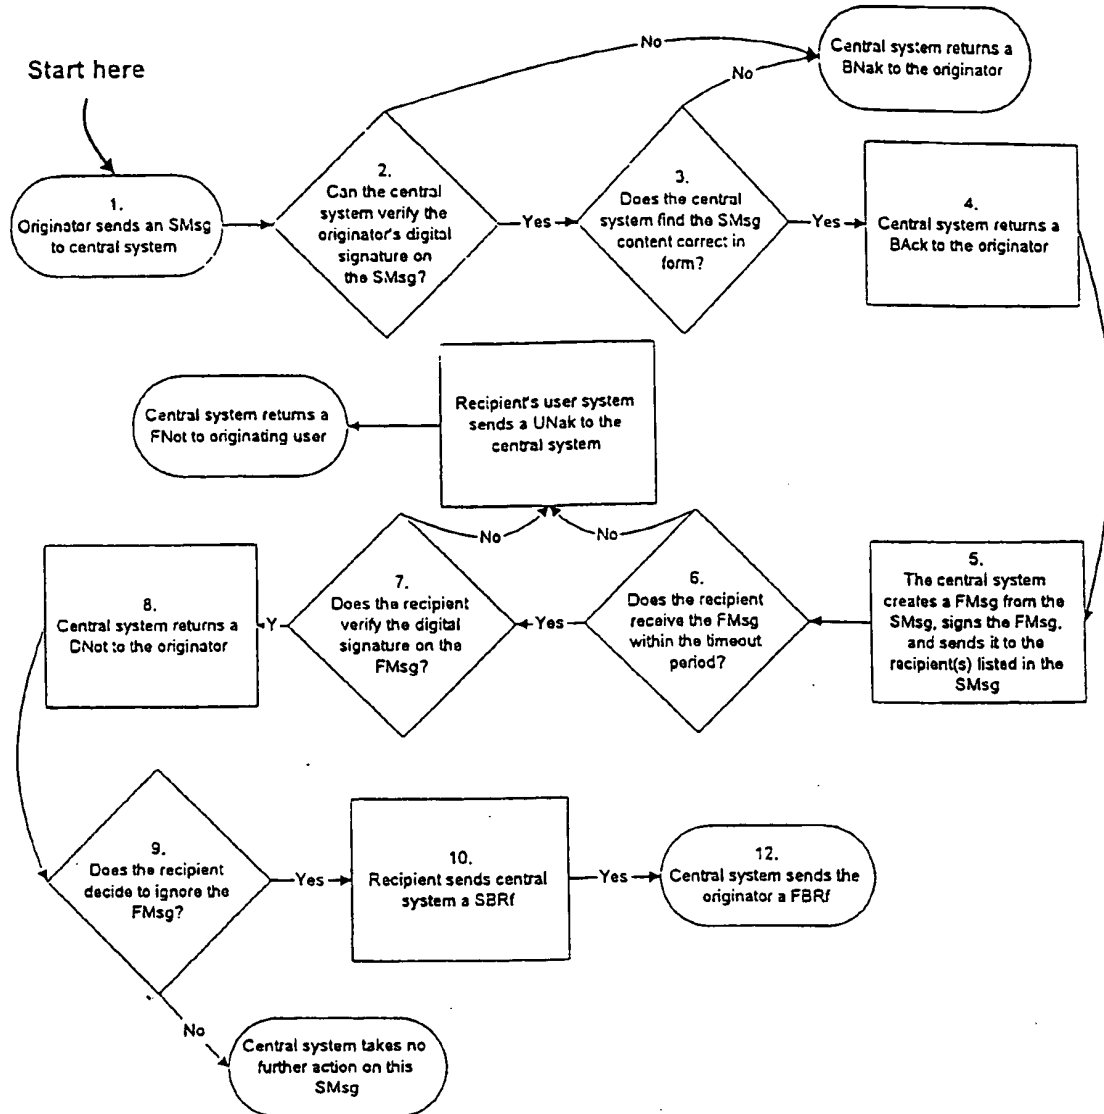 Start here
1.
Originator sends an SMsg
to central system
2.
Can the central
system verify the
originator's digital
signature on
the SMsg?
No
Yes
3.
Does the central
system find the SMsg
content correct in
form?
No
Yes
Central system returns a
BNak to the originator
4.
Central system returns a
BAck to the originator
5.
The central system
creates a FMsg from the
SMsg, signs the FMsg,
and sends it to the
recipient(s) listed in the
SMsg
6.
Does the recipient
receive the FMsg
within the timeout
period?
No
Yes
7.
Does the recipient
verify the digital
signature on the
FMsg?
No
Y
Recipient's user system
sends a UNak to the
central system
Central system returns a
FNot to originating user
8.
Central system returns a
DNot to the originator
9.
Does the recipient
decide to ignore the
FMsg?
Yes
No
10.
Recipient sends central
system a SBRf
Yes
12.
Central system sends the
originator a FBRf
Central system takes no
further action on this
SMsg